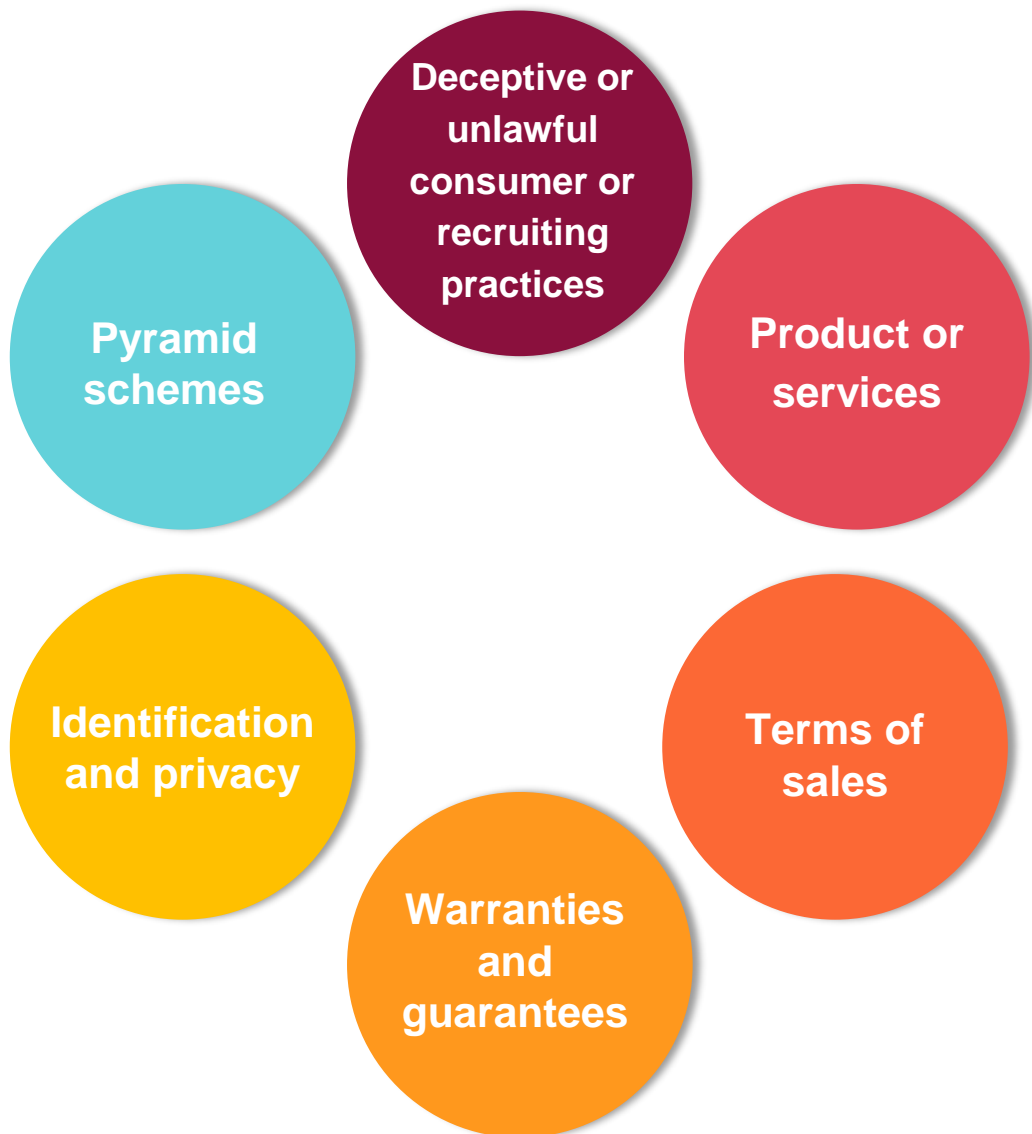 Deceptive or
unlawful
consumer or
recruiting
practices
Product or
services
Terms of
sales
Warranties
and
guarantees
Identification
and privacy
Pyramid
schemes